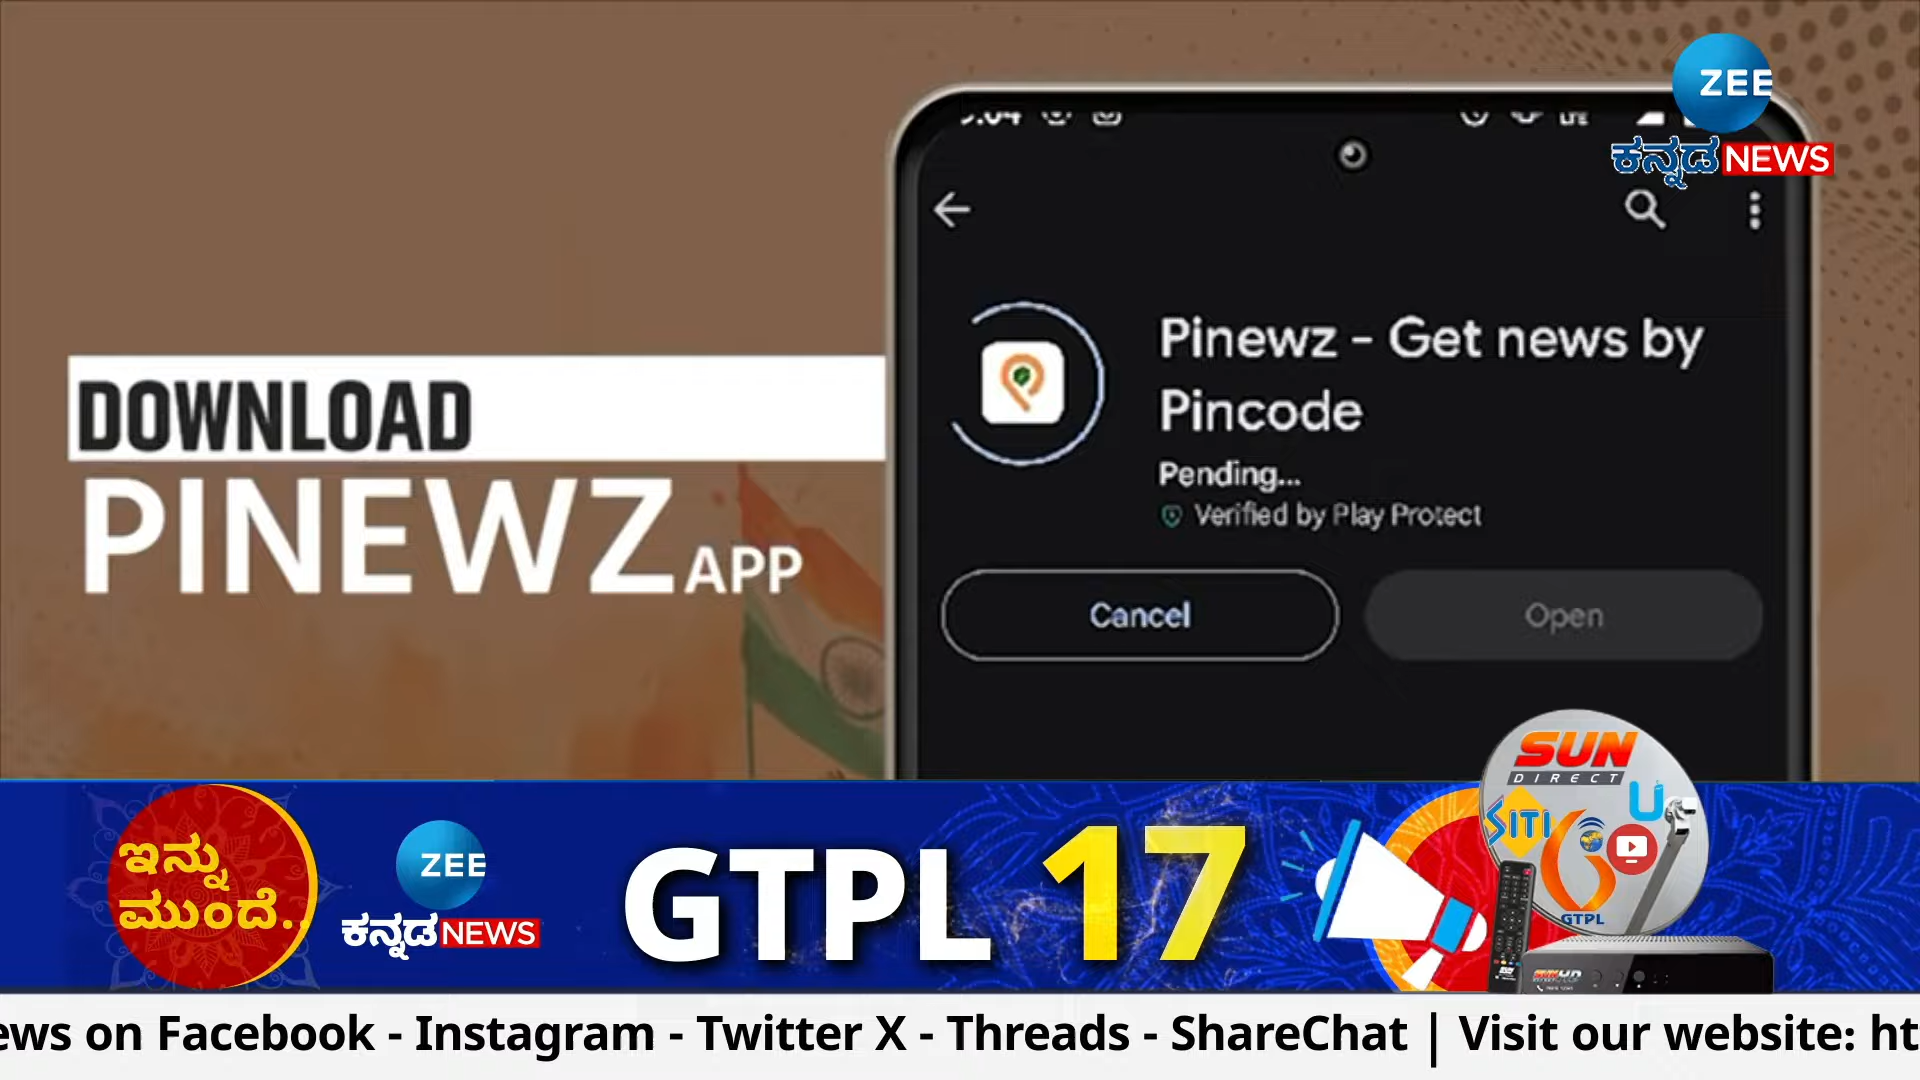 ZEE
ಕನ್ನಡ NEWS
Pinewz - Get news by
Pincode
Pending...
Verified by Play Protect
Cancel
Open
DOWNLOAD
PINEWZ APP
ಇನ್ನು
ಮುಂದೆ..
ZEE
ಕನ್ನಡ NEWS
GTPL 17
SUN
DIRECT
SITI
U
GTPL
ews on Facebook - Instagram - Twitter X - Threads - ShareChat | Visit our website: ht